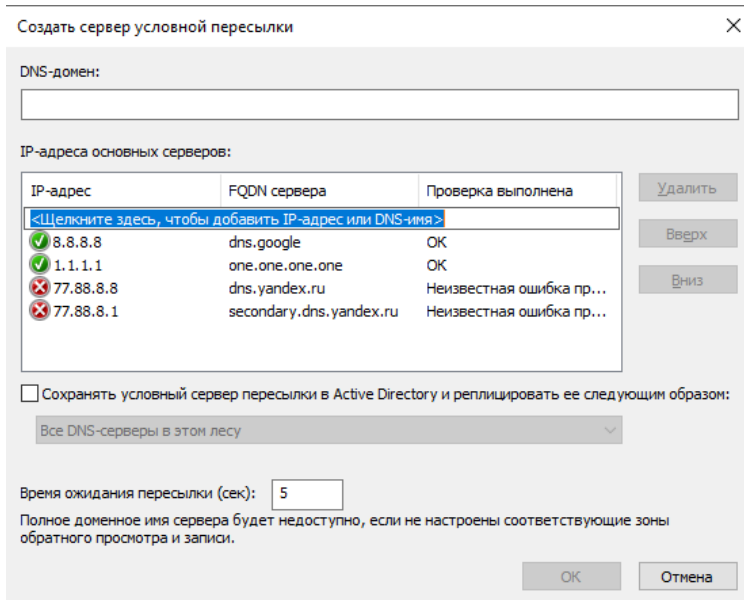 Создать сервер условной пересылки
DNS-домен:
IP-адреса основных серверов:
IP-адрес FQDN сервера Проверка выполнена
<Щелкните здесь, чтобы добавить IP-адрес или DNS-имя>
8.8.8.8 dns.google OK
1.1.1.1 one.one.one.one OK
77.88.8.8 dns.yandex.ru Неизвестная ошибка пр...
77.88.8.1 secondary.dns.yandex.ru Неизвестная ошибка пр...
Удалить
Вверх
Вниз
Сохранять условный сервер пересылки в Active Directory и реплицировать ее следующим образом:
Все DNS-серверы в этом лесу
Время ожидания пересылки (сек): 5
Полное доменное имя сервера будет недоступно, если не настроены соответствующие зоны
обратного просмотра и записи.
OK Отмена